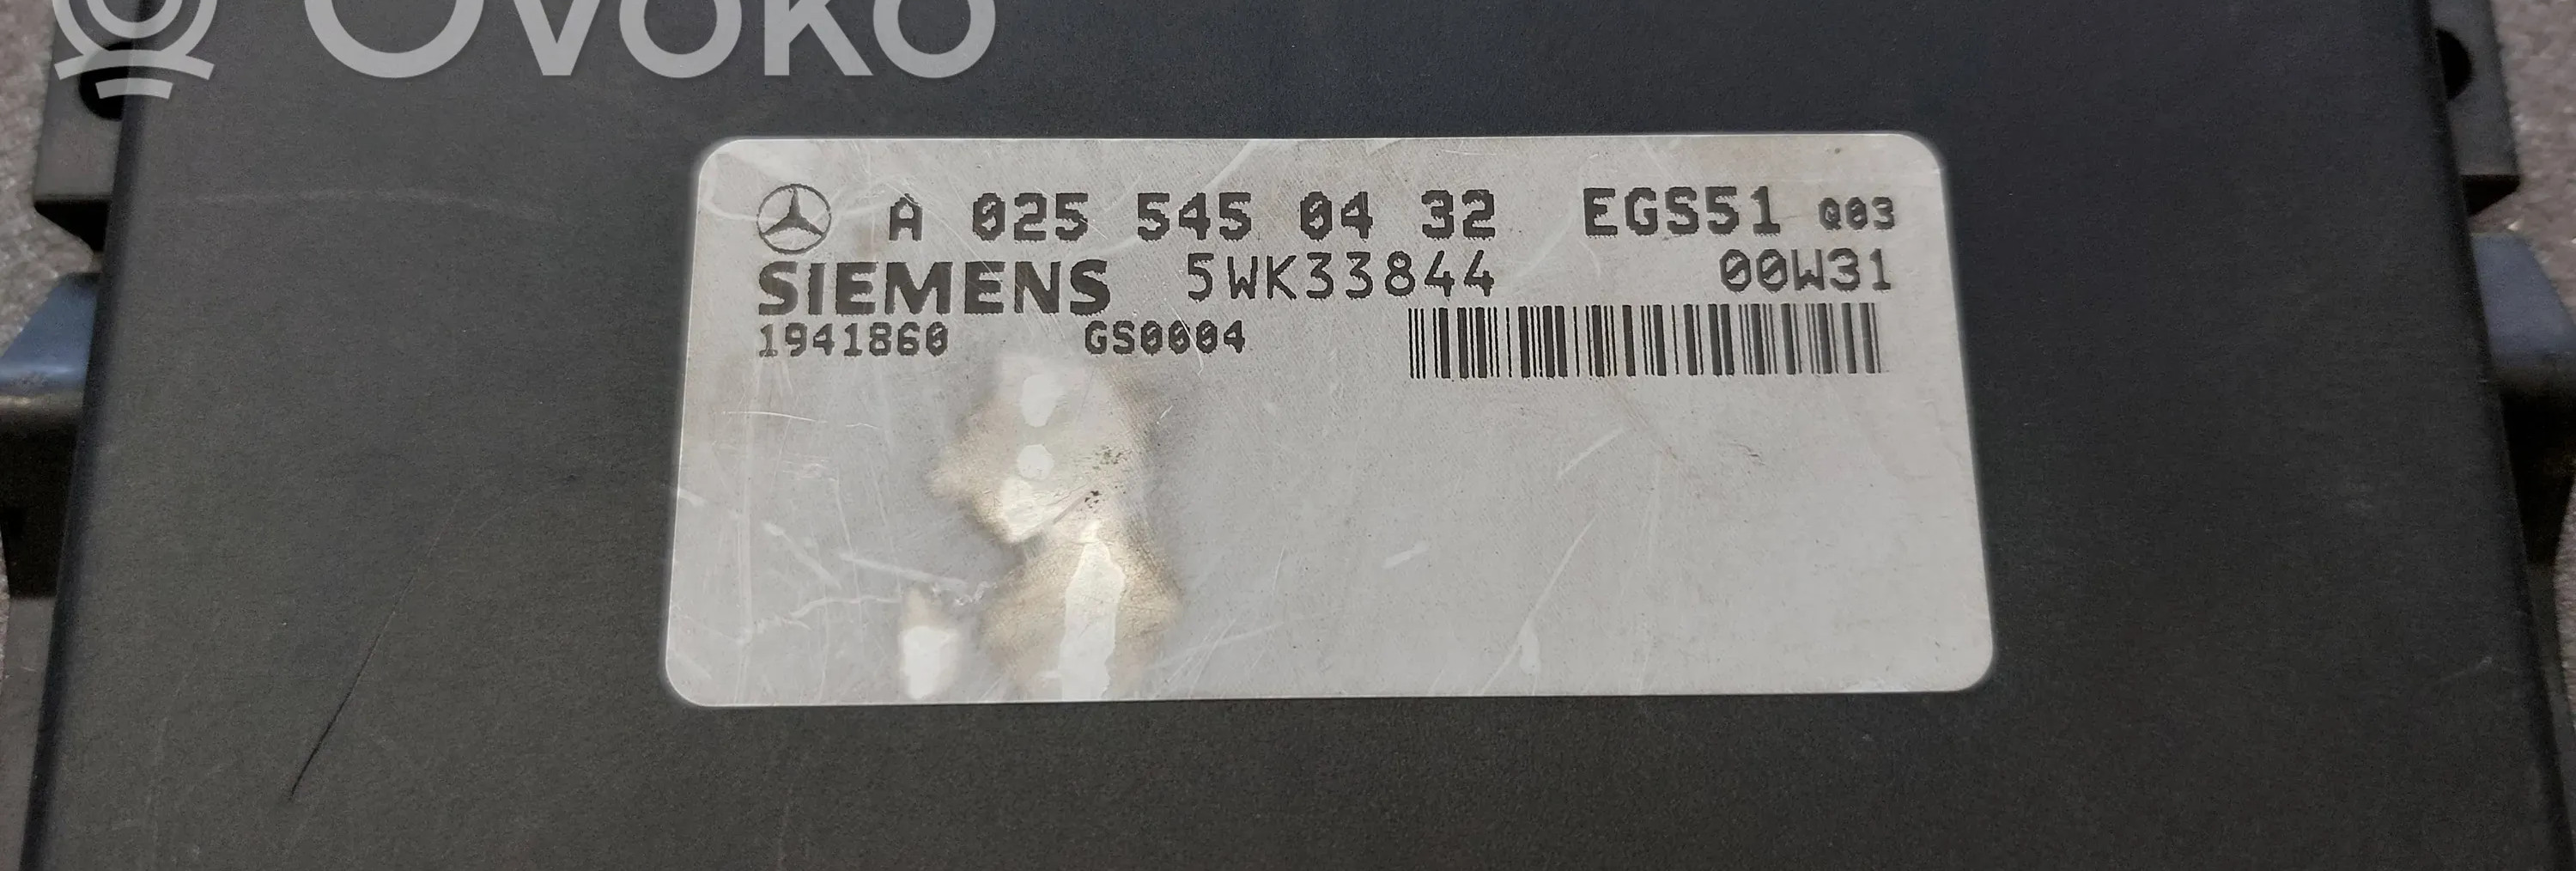 OVOKO
A 025 545 04 32 EGS51 Q03
SIEMENS 5WK33844 00W31
1941860 GS0004